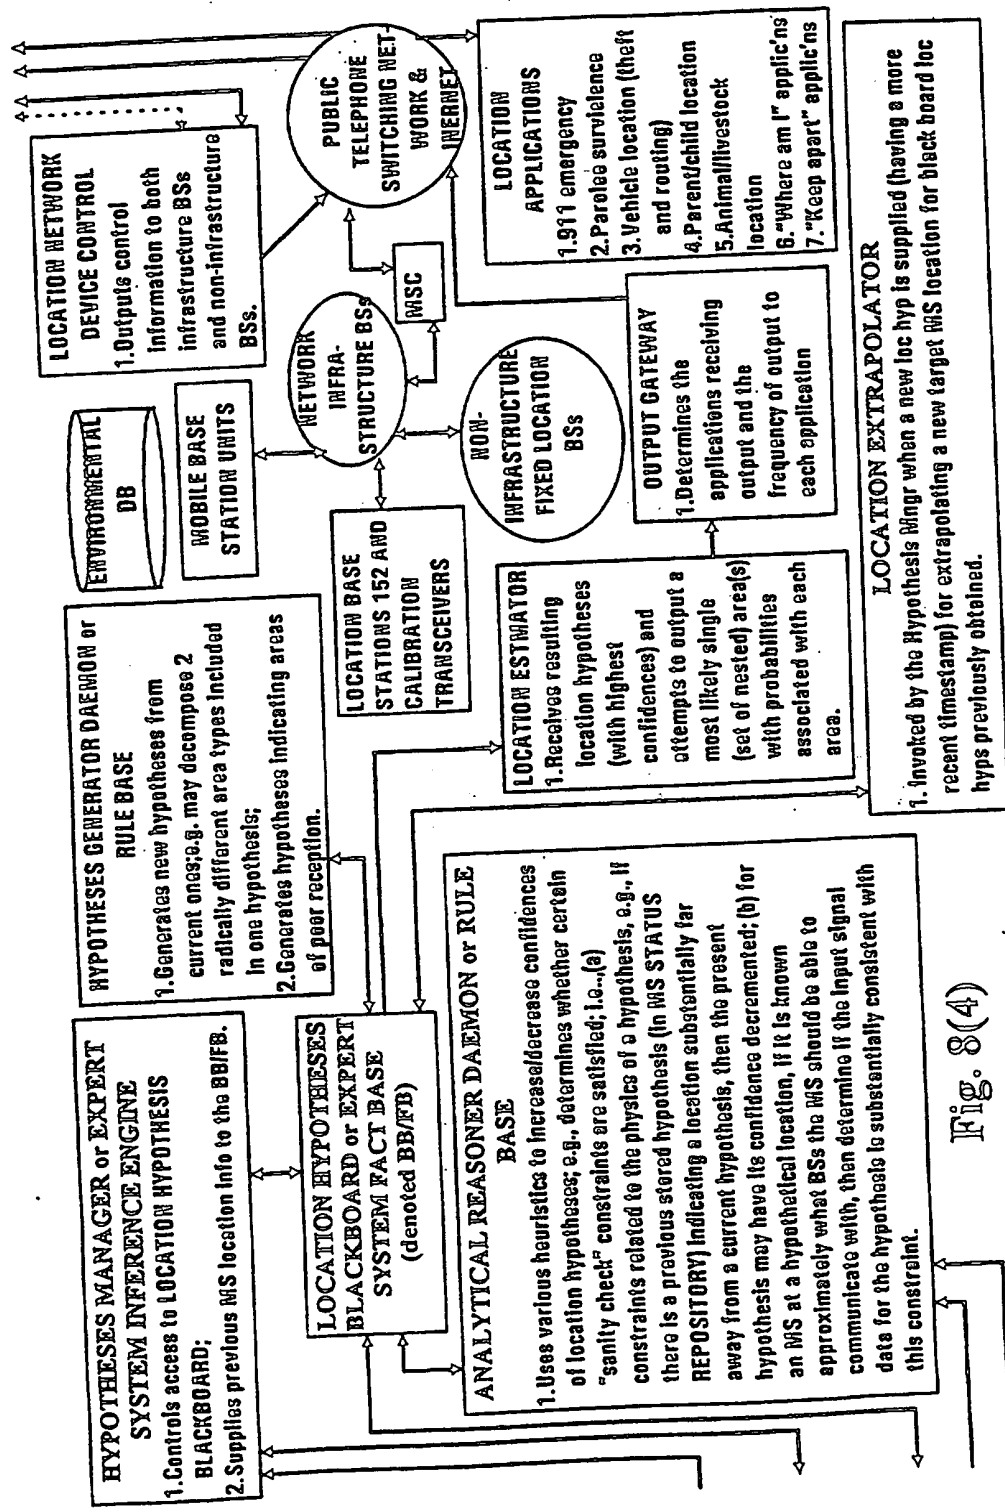 HYPOTHESES MANAGER or EXPERT
SYSTEM INFERENCE ENGINE
1.Controls access to LOCATION HYPOTHESIS
BLACKBOARD;
2.Supplies previous MS location info to the BB/FB.
HYPOTHESES GENERATOR DAEMON or
RULE BASE
1.Generates new hypotheses from
current ones;e.g. may decompose 2
radically different area types included
in one hypothesis;
2.Generates hypotheses indicating areas
of poor reception.
ENVIRONMENTAL
DB
MOBILE BASE
STATION UNITS
LOCATION NETWORK
DEVICE CONTROL
1.Outputs control
information to both
infrastructure BSs
and non-infrastructure
BSs.
LOCATION HYPOTHESES
BLACKBOARD or EXPERT
SYSTEM FACT BASE
(denoted BB/FB)
LOCATION BASE
STATIONS 152 AND
CALIBRATION
TRANSCEIVERS
NETWORK
INFRA-
STRUCTURE BSs
MSC
PUBLIC
TELEPHONE
SWITCHING NET-
WORK &
INERNET
NON-
INFRASTRUCTURE
FIXED LOCATION
BSs
ANALYTICAL REASONER DAEMON or RULE
BASE
1.Uses various heuristics to increase/decrease confidences
of location hypotheses; e.g., determines whether certain
"sanity check" constraints are satisfied; i.e..,(a)
constraints related to the physics of a hypothesis, e.g., if
there is a previous stored hypothesis (in MS STATUS
REPOSITORY) indicating a location substantially far
away from a current hypothesis, then the present
hypothesis may have its confidence decremented; (b) for
an MS at a hypothetical location, if it is known
approximately what BSs the MS should be able to
communicate with, then determine if the input signal
data for the hypothesis is substantially consistent with
this constraint.
LOCATION ESTMATOR
1.Receives resulting
location hypotheses
(with highest
confidences) and
attempts to output a
most likely single
(set of nested) area(s)
with probabilities
associated with each
area.
OUTPUT GATEWAY
1.Determines the
applications receiving
output and the
frequency of output to
each application
LOCATION
APPLICATIONS
1.911 emergency
2.Parolee survielence
3.Vehicle location (theft
and routing)
4.Parent/child location
5.Animal/livestock
location
6."Where am I" applic'ns
7."Keep apart" applic'ns
LOCATION EXTRAPOLATOR
1. Invoked by the Hypothesis Mngr when a new loc hyp is supplied (having a more
recent timestamp) for extrapolating a new target MS location for black board loc
hyps previously obtained.
Fig. 8(4)